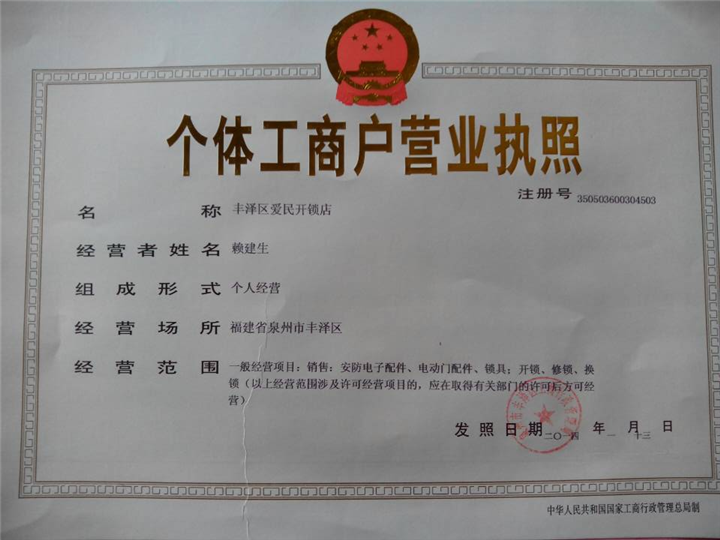 个体工商户营业执照
注册号 350503600304503
名称 丰泽区爱民开锁店
经营者姓名 赖建生
组成形式 个人经营
经营场所 福建省泉州市丰泽区
经营范围 一般经营项目：销售：安防电子配件、电动门配件、锁具；开锁、修锁、换
锁（以上经营范围涉及许可经营项目的，应在取得有关部门的许可后方可经
营）
发照日期 二〇一四 年 一 月 十三 日
中华人民共和国国家工商行政管理总局制